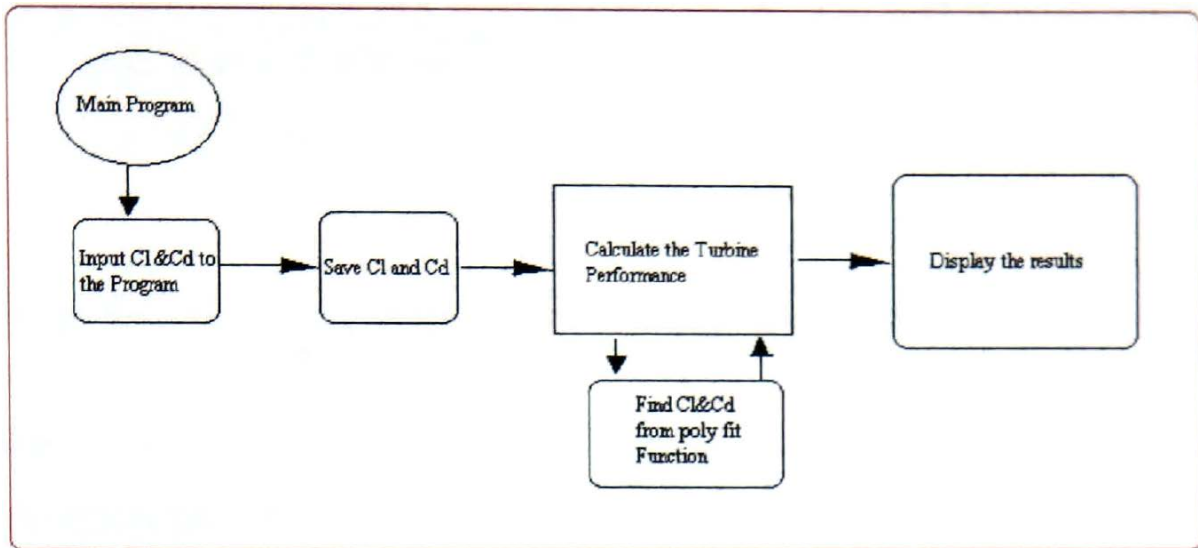 Main Program
Input Cl&Cd to
the Program
Save Cl and Cd
Calculate the Turbine
Performance
Display the results
Find Cl&Cd
from poly fit
Function